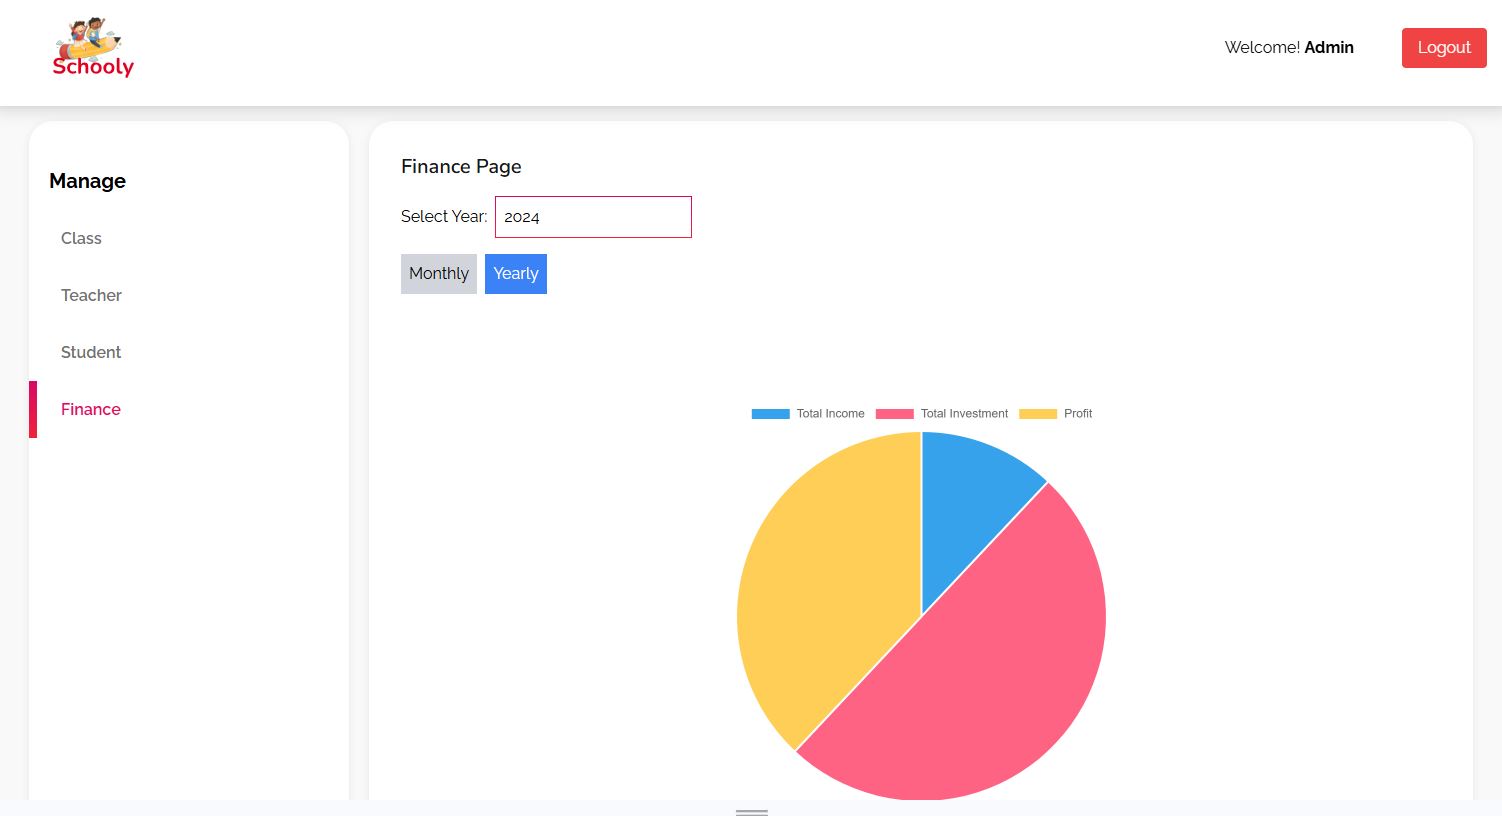 Schooly
Welcome! Admin
Logout
Manage
Class
Teacher
Student
Finance
Finance Page
Select Year: 2024
Monthly Yearly
Total Income Total Investment Profit